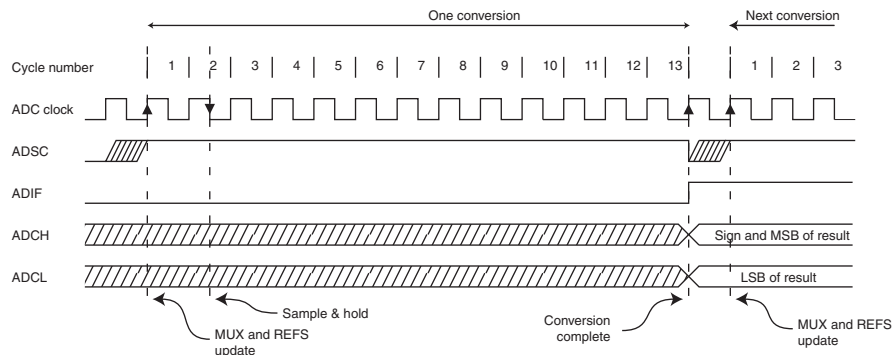 One conversion
Next conversion
Cycle number 1 2 3 4 5 6 7 8 9 10 11 12 13 1 2 3
ADC clock
ADSC
ADIF
ADCH
Sign and MSB of result
ADCL
LSB of result
Sample & hold
MUX and REFS
update
Conversion
complete
MUX and REFS
update